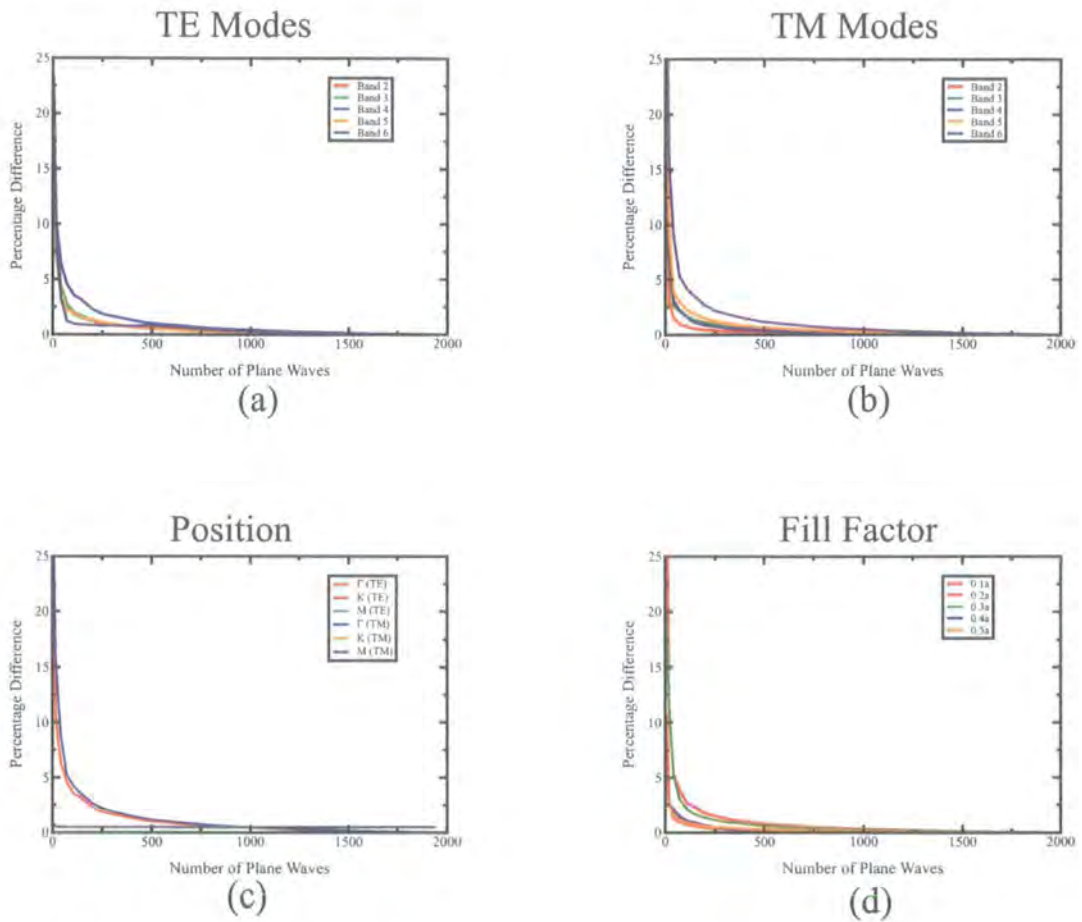 TE Modes
TM Modes
25
20
15
10
5
0
Percentage Difference
Band 2
Band 3
Band 4
Band 5
Band 6
0
500
1000
1500
2000
Number of Plane Waves
(a)
25
20
15
10
5
0
Percentage Difference
Band 2
Band 3
Band 4
Band 5
Band 6
0
500
1000
1500
2000
Number of Plane Waves
(b)
Position
Fill Factor
25
20
15
10
5
0
Percentage Difference
Γ (TE)
K (TE)
M (TE)
Γ (TM)
K (TM)
M (TM)
0
500
1000
1500
2000
Number of Plane Waves
(c)
25
20
15
10
5
0
Percentage Difference
0.1a
0.2a
0.3a
0.4a
0.5a
0
500
1000
1500
2000
Number of Plane Waves
(d)